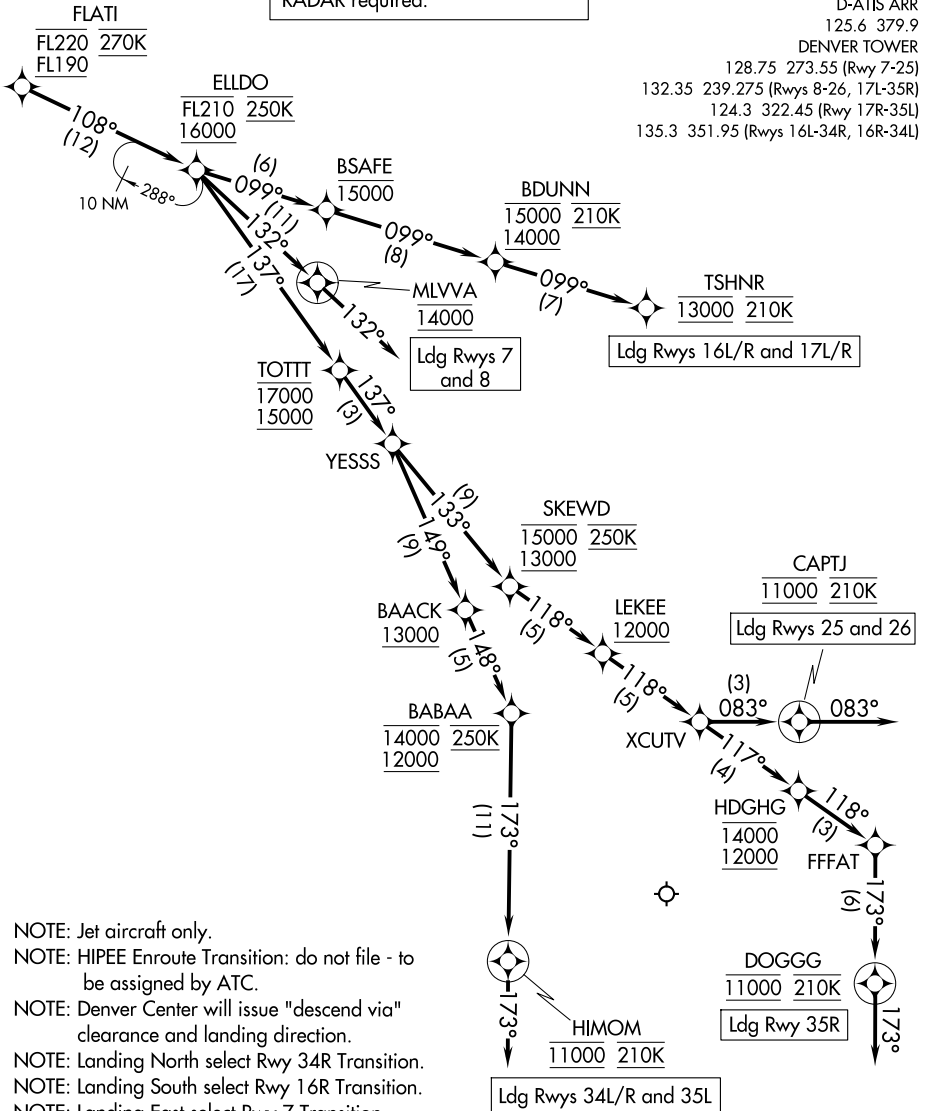 RADAR required.
D-ATIS ARR
125.6 379.9
DENVER TOWER
128.75 273.55 (Rwy 7-25)
132.35 239.275 (Rwys 8-26, 17L-35R)
124.3 322.45 (Rwy 17R-35L)
135.3 351.95 (Rwys 16L-34R, 16R-34L)
FLATI
FL220 270K
FL190
108°
(12)
ELLDO
FL210 250K
16000
10 NM
288°
(6)
099°
BSAFE
15000
099°
(8)
BDUNN
15000 210K
14000
099°
(7)
TSHNR
13000 210K
Ldg Rwys 16L/R and 17L/R
(11)
132°
MLVVA
14000
132°
Ldg Rwys 7
and 8
137°
(17)
TOTTT
17000
15000
137°
(3)
YESSS
(9)
133°
SKEWD
15000 250K
13000
149°
(9)
BAACK
13000
148°
(5)
118°
(5)
LEKEE
12000
118°
(5)
CAPTJ
11000 210K
Ldg Rwys 25 and 26
(3)
083°
083°
XCUTV
117°
(4)
BABAA
14000 250K
12000
HDGHG
14000
12000
118°
(3)
FFFAT
173°
(11)
173°
(6)
DOGGG
11000 210K
Ldg Rwy 35R
173°
173°
HIMOM
11000 210K
Ldg Rwys 34L/R and 35L
NOTE: Jet aircraft only.
NOTE: HIPEE Enroute Transition: do not file - to
be assigned by ATC.
NOTE: Denver Center will issue "descend via"
clearance and landing direction.
NOTE: Landing North select Rwy 34R Transition.
NOTE: Landing South select Rwy 16R Transition.
NOTE: Landing East select Rwy 7 Transition.